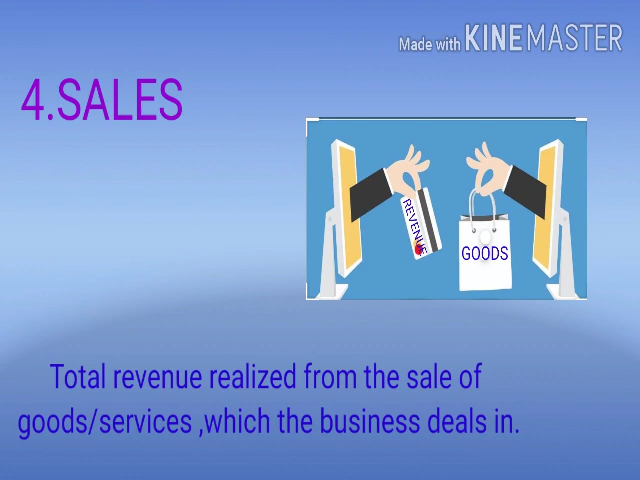 Made with KINEMASTER
4.SALES
REVENUE
GOODS
Total revenue realized from the sale of
goods/services ,which the business deals in.